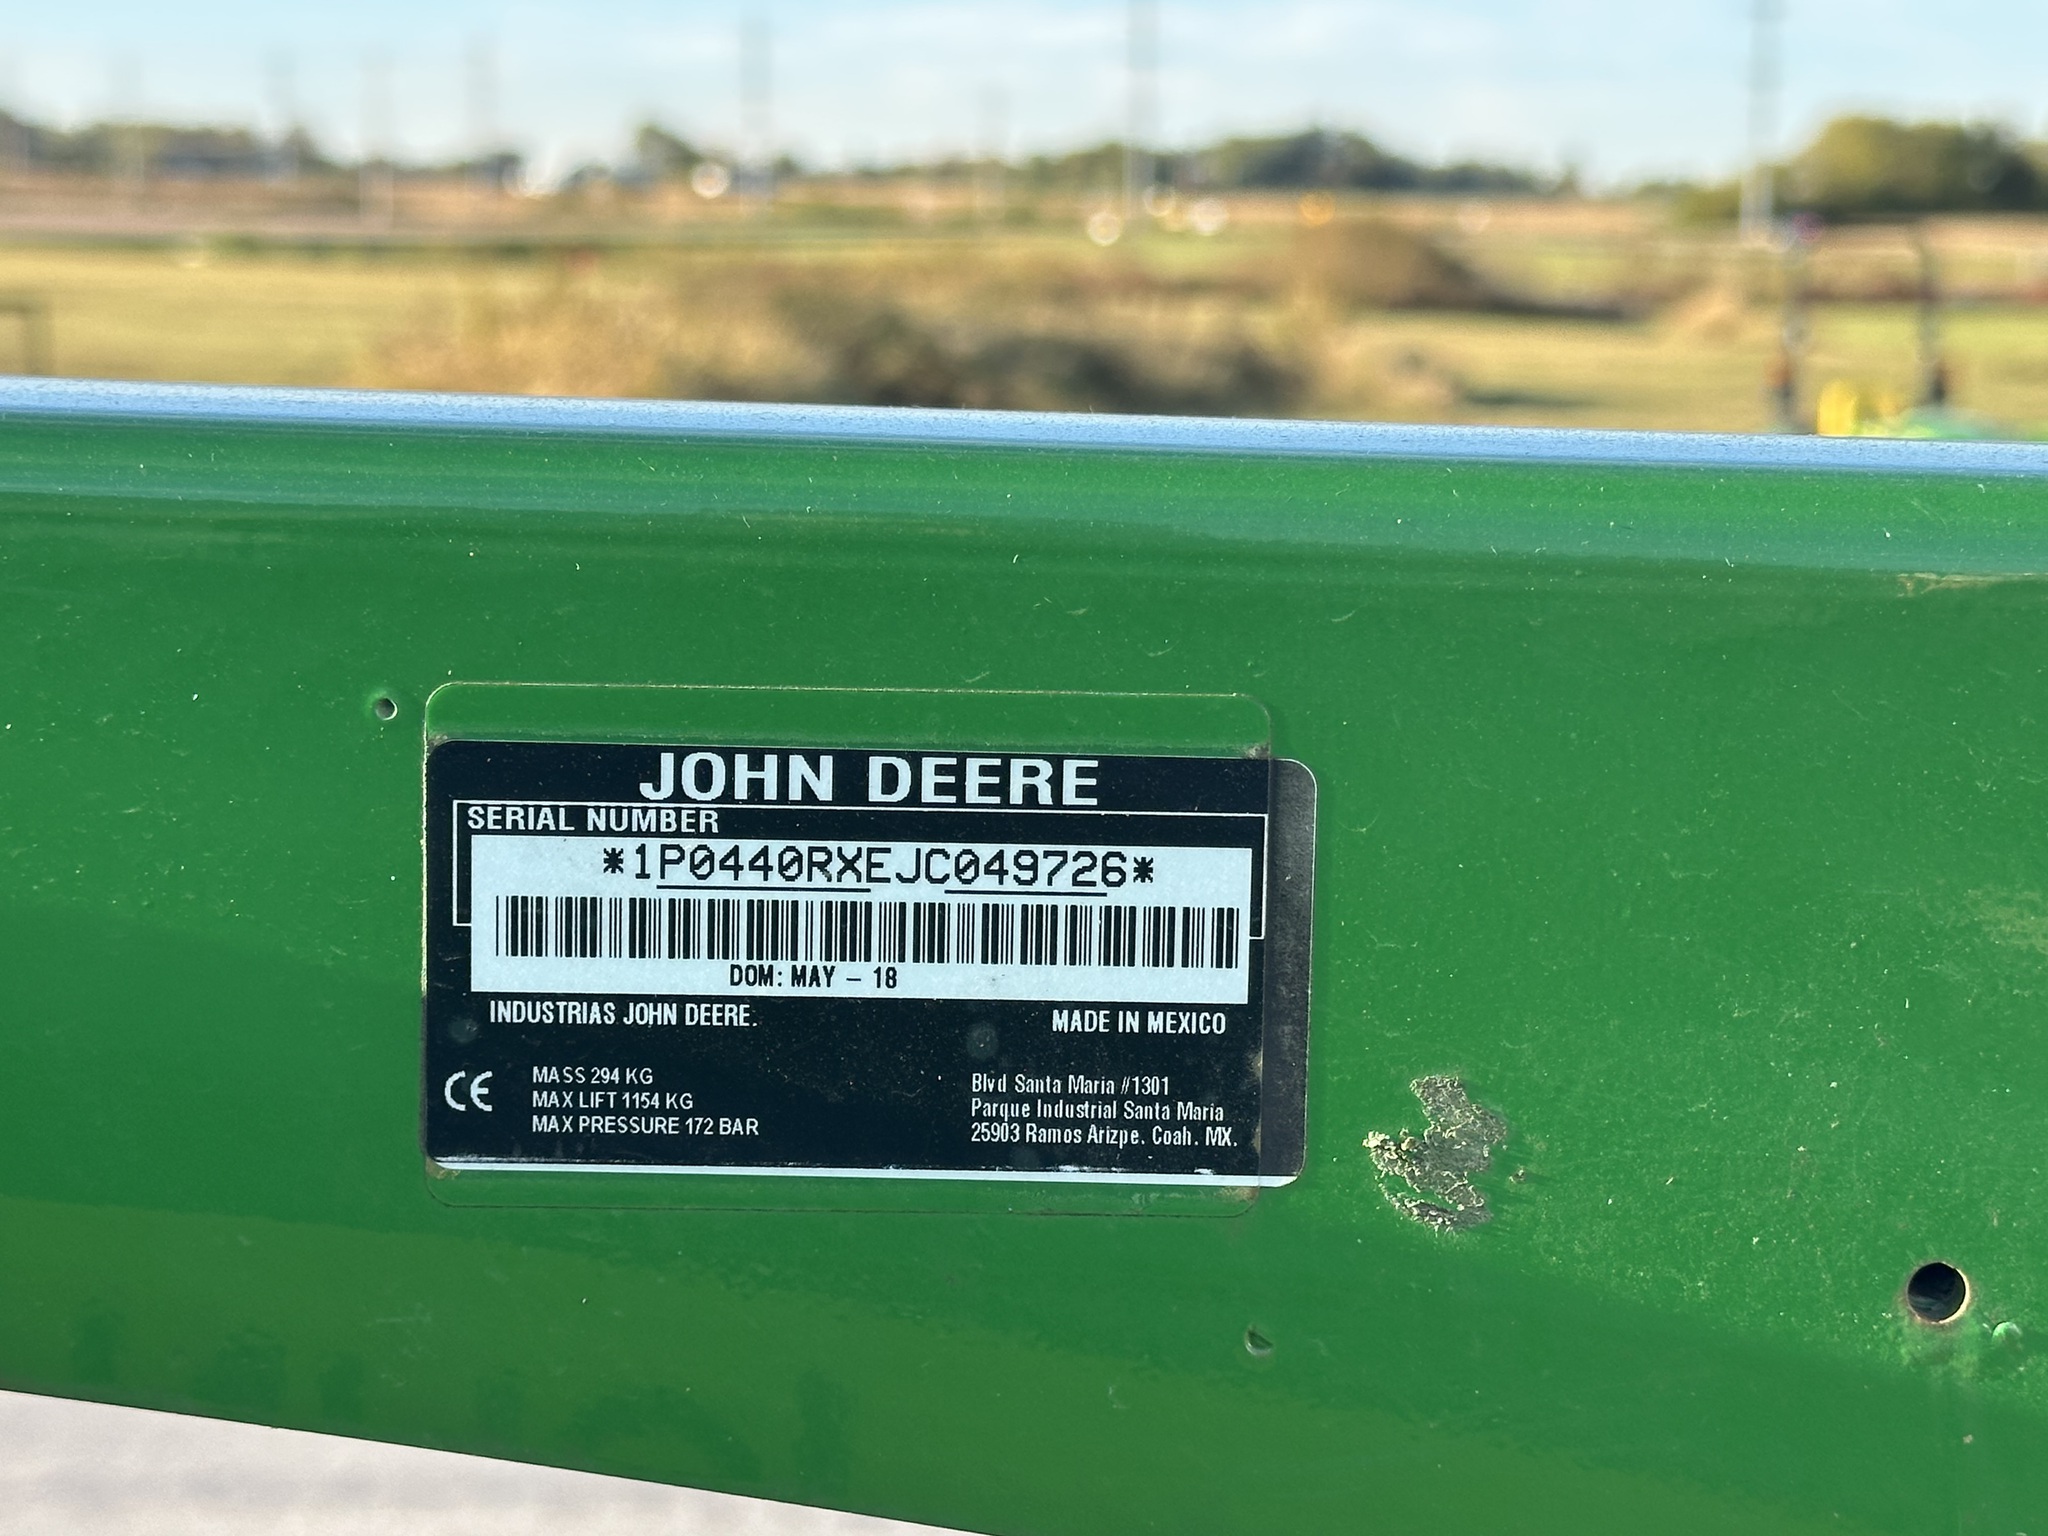 JOHN DEERE
SERIAL NUMBER
*1P0440RXEJC049726*
DOM: MAY - 18
INDUSTRIAS JOHN DEERE.
MADE IN MEXICO
CE
MASS 294 KG
MAX LIFT 1154 KG
MAX PRESSURE 172 BAR
Blvd Santa Maria #1301
Parque Industrial Santa Maria
25903 Ramos Arizpe. Coah. MX.